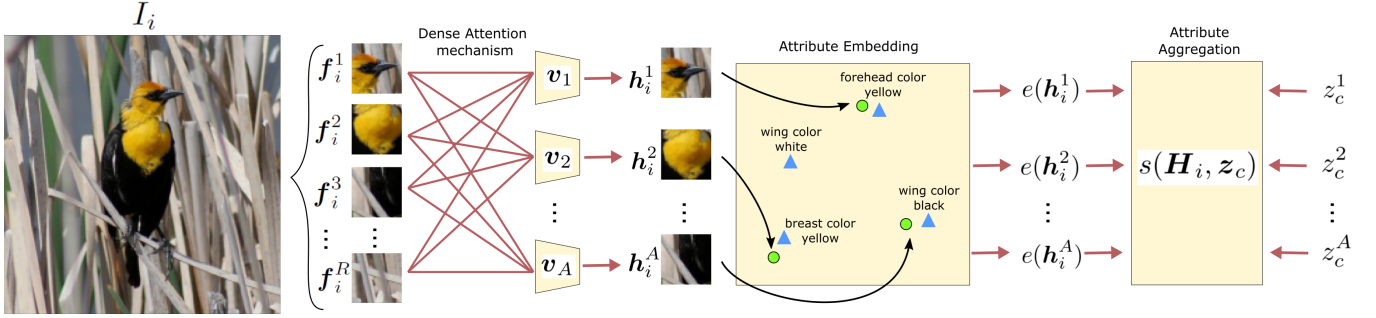 I_i
f_i^1
f_i^2
f_i^3
⋮ ⋮
f_i^R
Dense Attention
mechanism
v_1
v_2
⋮
v_A
h_i^1
h_i^2
⋮
h_i^A
Attribute Embedding
forehead color
yellow
wing color
white
wing color
black
breast color
yellow
e(h_i^1)
e(h_i^2)
⋮
e(h_i^A)
Attribute
Aggregation
s(H_i, z_c)
z_c^1
z_c^2
⋮
z_c^A